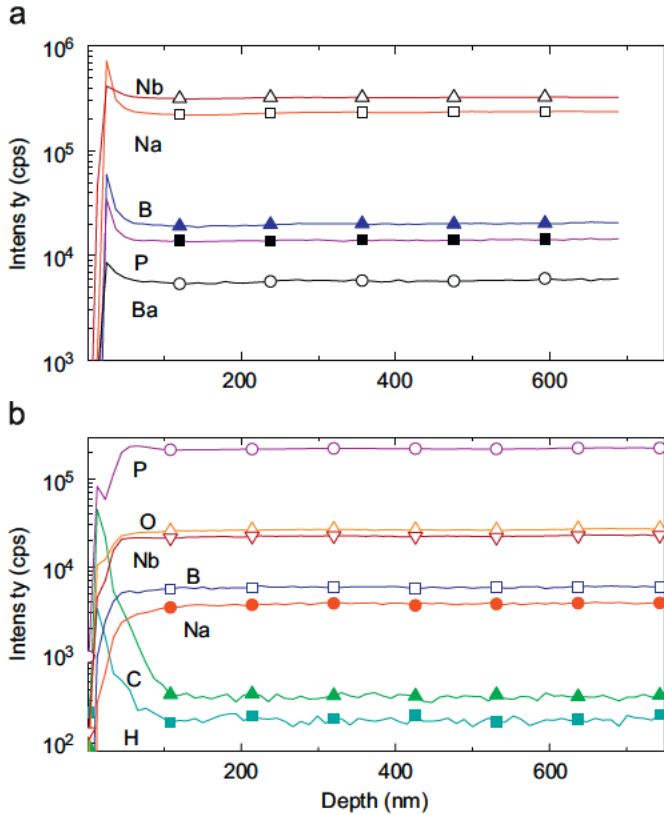 a
10^6
Nb
10^5
Na
Intens ty (cps)
B
10^4
P
Ba
10^3
200 400 600
b
P
10^5
O
10^4
Nb
B
Intens ty (cps)
Na
10^3
C
10^2
H
200 400 600
Depth (nm)